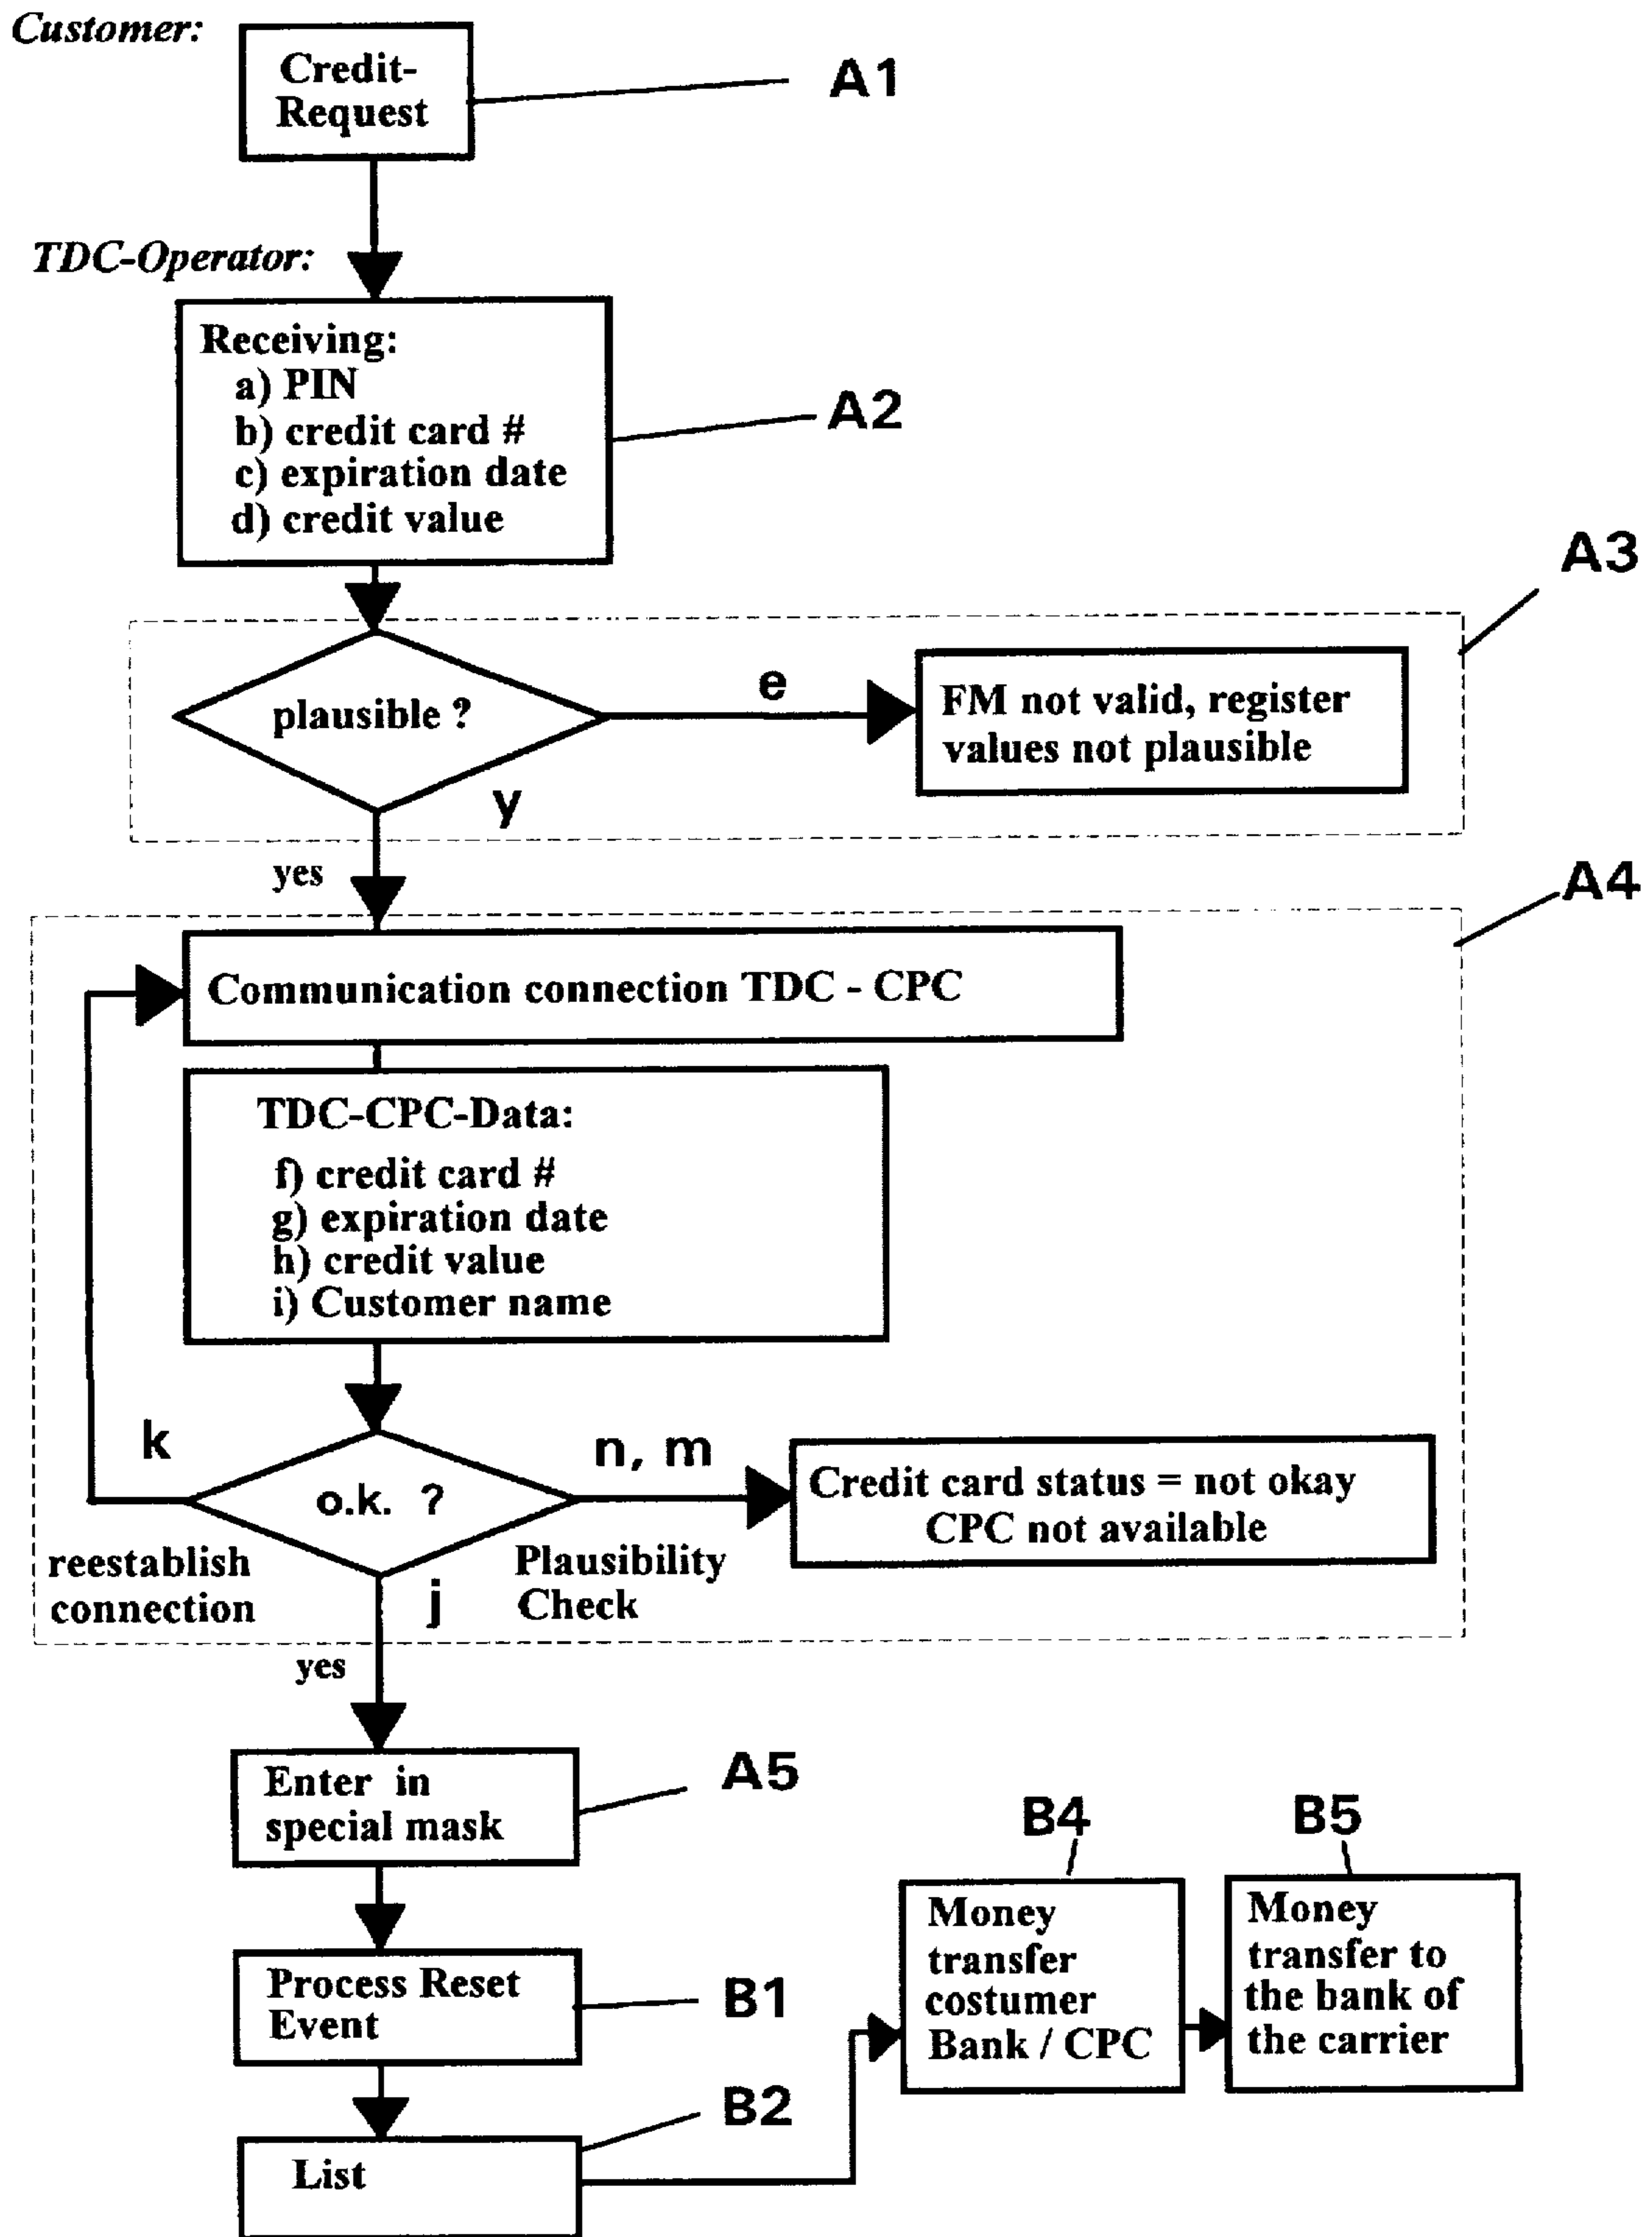 Customer:
Credit-
Request
A1
TDC-Operator:
Receiving:
a) PIN
b) credit card #
c) expiration date
d) credit value
A2
A3
plausible ?
e
FM not valid, register
values not plausible
y
yes
A4
Communication connection TDC - CPC
TDC-CPC-Data:
f) credit card #
g) expiration date
h) credit value
i) Customer name
k
o.k. ?
n, m
Credit card status = not okay
CPC not available
reestablish
connection
j
Plausibility
Check
yes
Enter in
special mask
A5
Process Reset
Event
B1
List
B2
B4
Money
transfer
costumer
Bank / CPC
B5
Money
transfer to
the bank of
the carrier